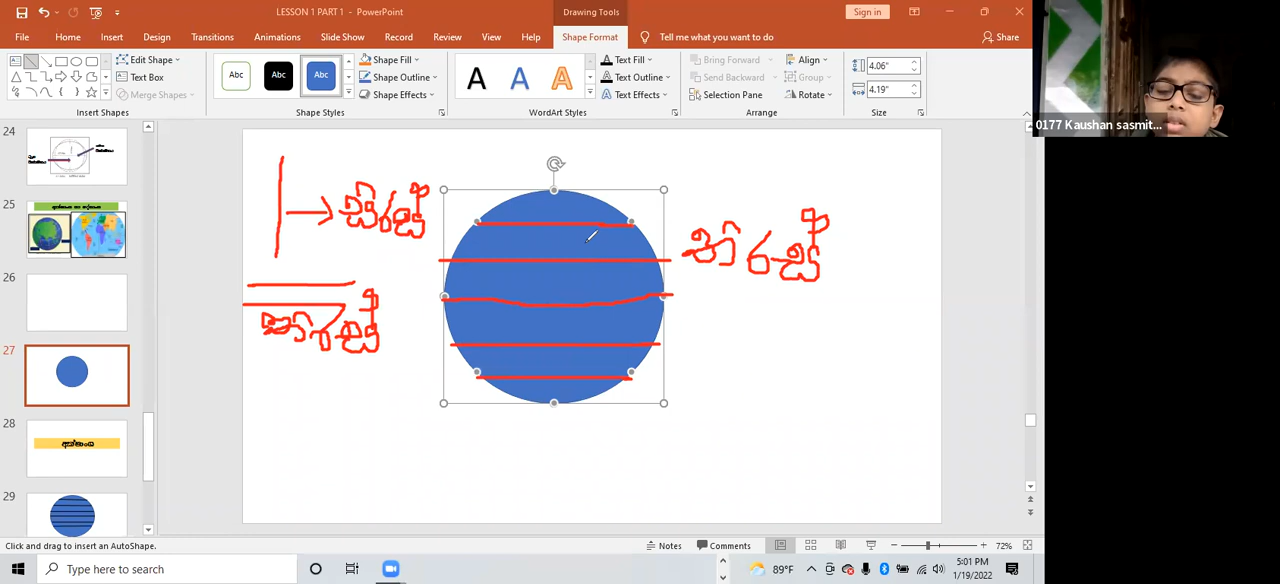 LESSON 1 PART 1 - PowerPoint
Drawing Tools
Sign in
File Home Insert Design Transitions Animations Slide Show Record Review View Help Shape Format Tell me what you want to do Share
Edit Shape
Text Box
Merge Shapes
Insert Shapes
Abc Abc Abc
Shape Fill
Shape Outline
Shape Effects
Shape Styles
A A A
Text Fill
Text Outline
Text Effects
WordArt Styles
Bring Forward
Send Backward
Selection Pane
Align
Group
Rotate
Arrange
4.06"
4.19"
Size
0177 Kaushan sasmit...
24
25
26
27
28
අක්ෂාංශ
29
සිරස්
තිරස්
තිරස්
Click and drag to insert an AutoShape.
Notes Comments 72%
Type here to search
89°F
5:01 PM
1/19/2022